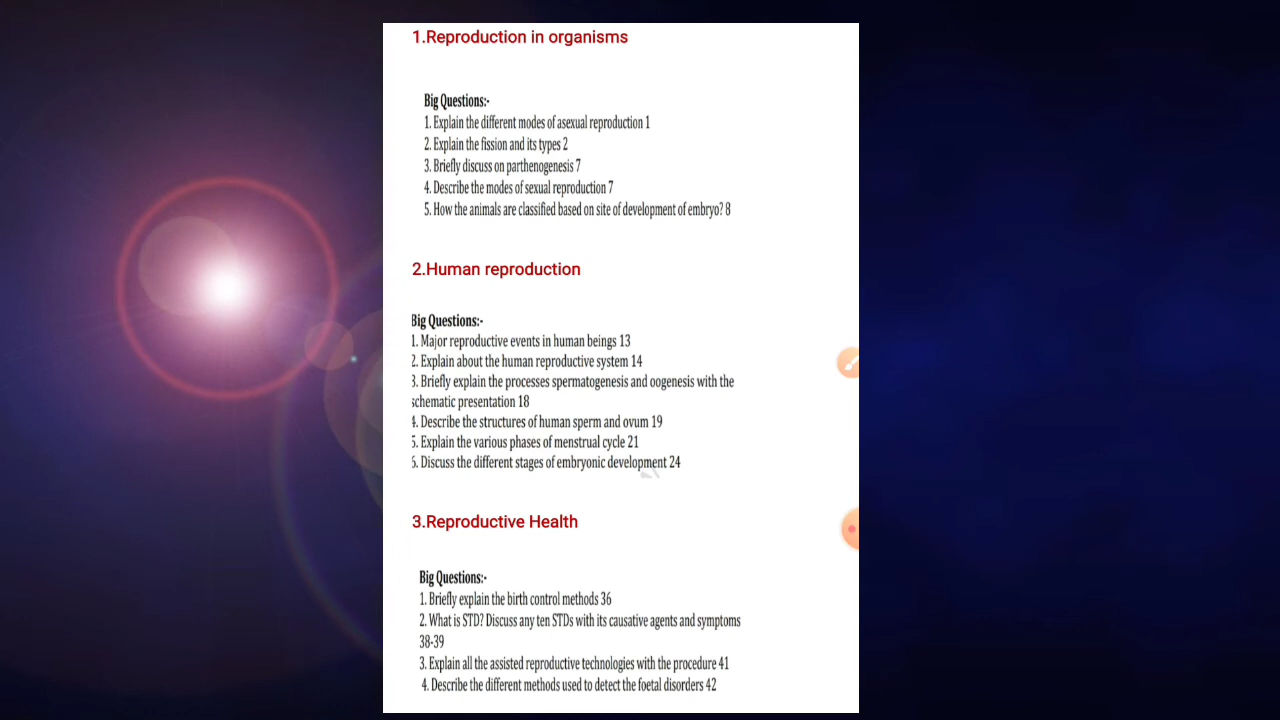 1.Reproduction in organisms
Big Questions:-
1. Explain the different modes of asexual reproduction 1
2. Explain the fission and its types 2
3. Briefly discuss on parthenogenesis 7
4. Describe the modes of sexual reproduction 7
5. How the animals are classified based on site of development of embryo? 8
2.Human reproduction
Big Questions:-
1. Major reproductive events in human beings 13
2. Explain about the human reproductive system 14
3. Briefly explain the processes spermatogenesis and oogenesis with the
schematic presentation 18
4. Describe the structures of human sperm and ovum 19
5. Explain the various phases of menstrual cycle 21
6. Discuss the different stages of embryonic development 24
3.Reproductive Health
Big Questions:-
1. Briefly explain the birth control methods 36
2. What is STD? Discuss any ten STDs with its causative agents and symptoms
38-39
3. Explain all the assisted reproductive technologies with the procedure 41
4. Describe the different methods used to detect the foetal disorders 42